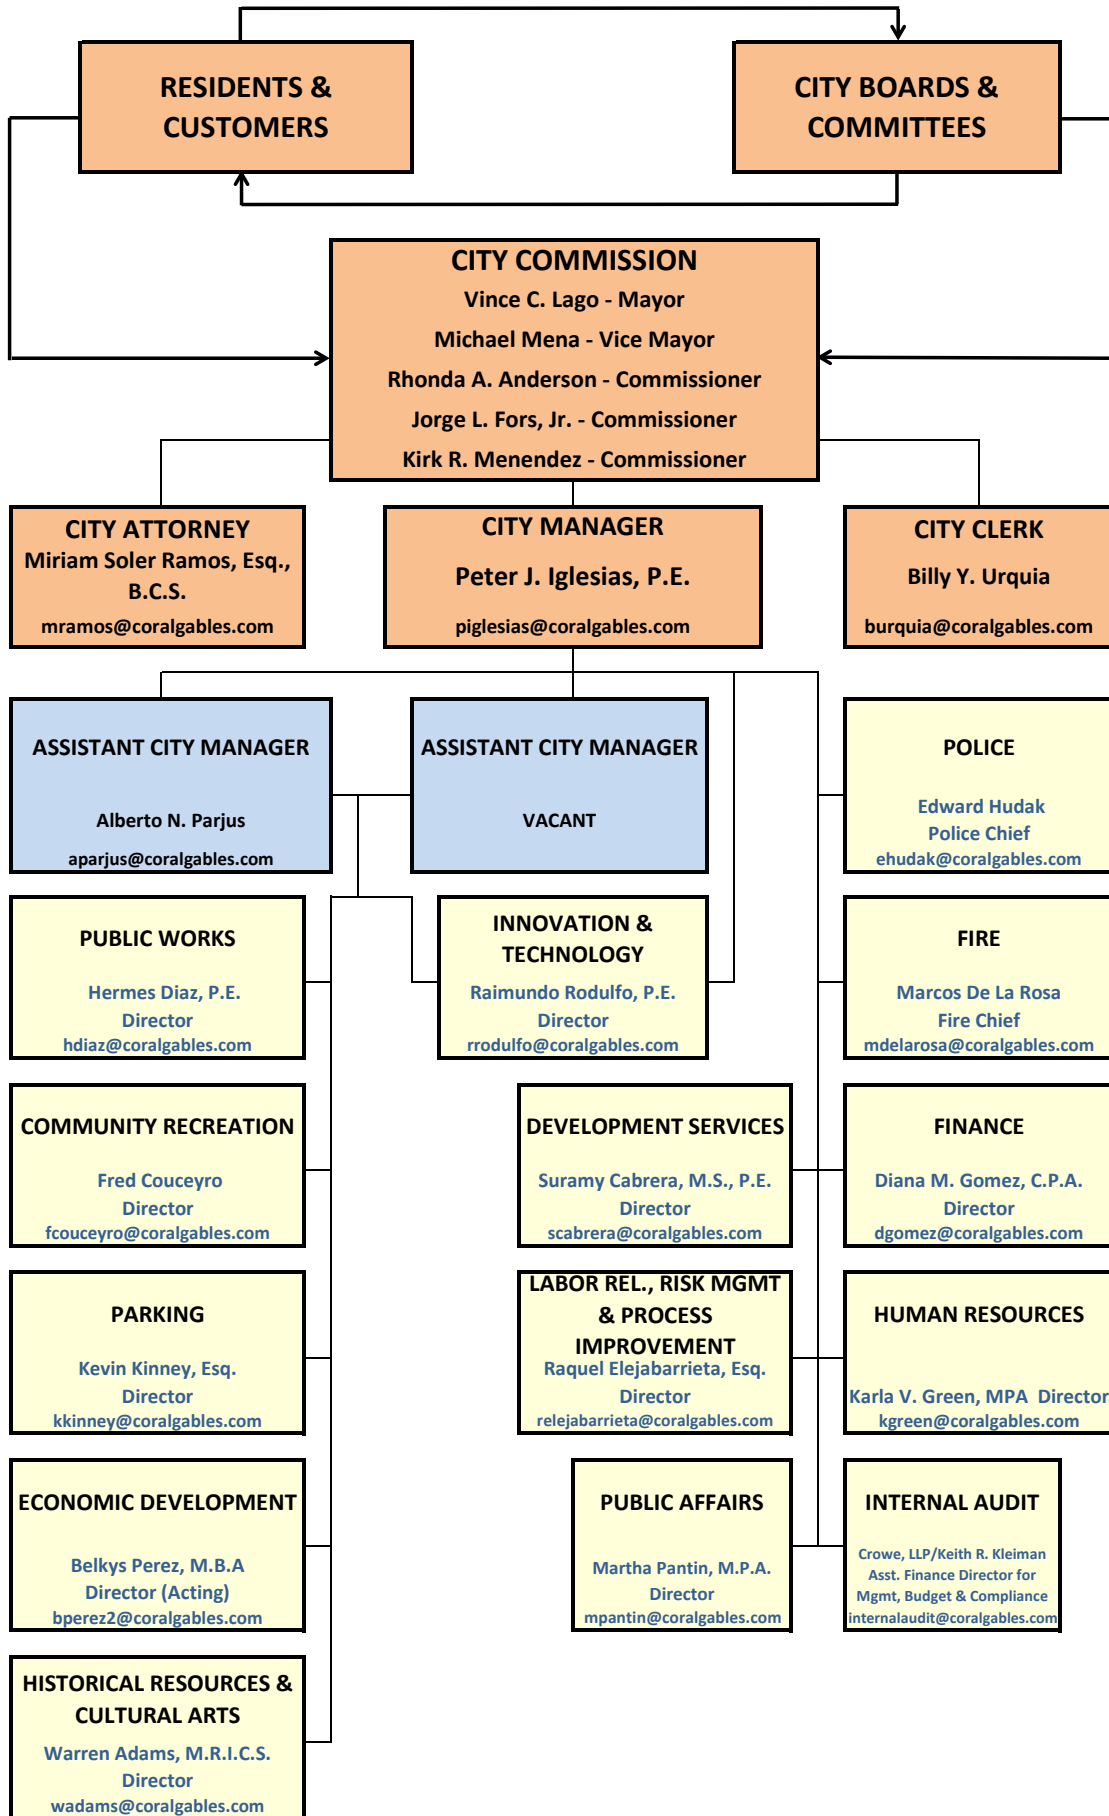 RESIDENTS &
CUSTOMERS
CITY BOARDS &
COMMITTEES
CITY COMMISSION
Vince C. Lago - Mayor
Michael Mena - Vice Mayor
Rhonda A. Anderson - Commissioner
Jorge L. Fors, Jr. - Commissioner
Kirk R. Menendez - Commissioner
CITY ATTORNEY
Miriam Soler Ramos, Esq.,
B.C.S.
mramos@coralgables.com
CITY MANAGER
Peter J. Iglesias, P.E.
piglesias@coralgables.com
CITY CLERK
Billy Y. Urquia
burquia@coralgables.com
ASSISTANT CITY MANAGER
Alberto N. Parjus
aparjus@coralgables.com
ASSISTANT CITY MANAGER
VACANT
POLICE
Edward Hudak
Police Chief
ehudak@coralgables.com
PUBLIC WORKS
Hermes Diaz, P.E.
Director
hdiaz@coralgables.com
INNOVATION &
TECHNOLOGY
Raimundo Rodulfo, P.E.
Director
rrodulfo@coralgables.com
FIRE
Marcos De La Rosa
Fire Chief
mdelarosa@coralgables.com
COMMUNITY RECREATION
Fred Couceyro
Director
fcouceyro@coralgables.com
DEVELOPMENT SERVICES
Suramy Cabrera, M.S., P.E.
Director
scabrera@coralgables.com
FINANCE
Diana M. Gomez, C.P.A.
Director
dgomez@coralgables.com
PARKING
Kevin Kinney, Esq.
Director
kkinney@coralgables.com
LABOR REL., RISK MGMT
& PROCESS
IMPROVEMENT
Raquel Elejabarrieta, Esq.
Director
relejabarrieta@coralgables.com
HUMAN RESOURCES
Karla V. Green, MPA  Director
kgreen@coralgables.com
ECONOMIC DEVELOPMENT
Belkys Perez, M.B.A
Director (Acting)
bperez2@coralgables.com
PUBLIC AFFAIRS
Martha Pantin, M.P.A.
Director
mpantin@coralgables.com
INTERNAL AUDIT
Crowe, LLP/Keith R. Kleiman
Asst. Finance Director for
Mgmt, Budget & Compliance
internalaudit@coralgables.com
HISTORICAL RESOURCES &
CULTURAL ARTS
Warren Adams, M.R.I.C.S.
Director
wadams@coralgables.com